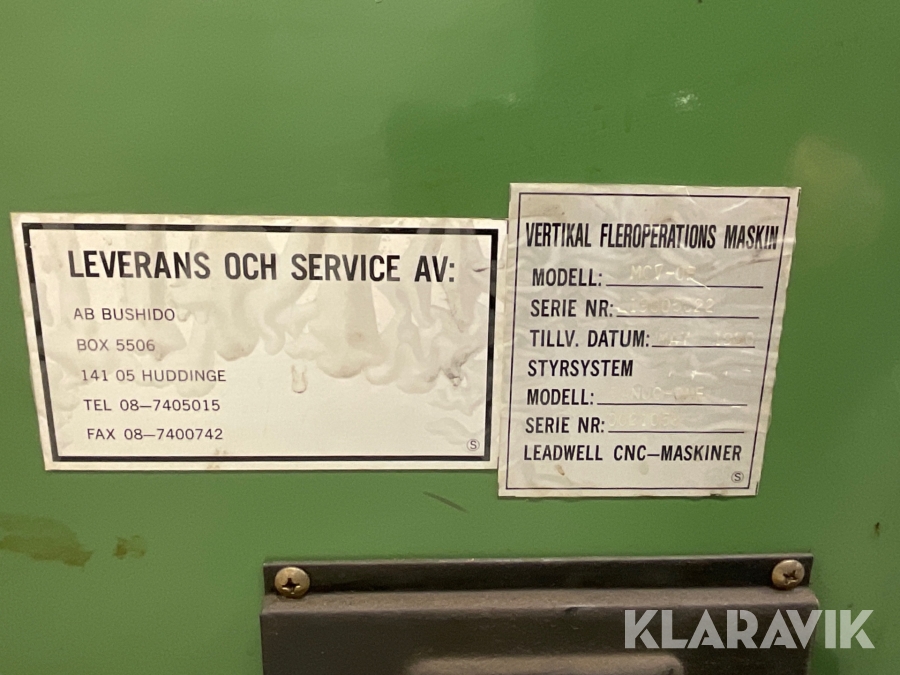 LEVERANS OCH SERVICE AV:
AB BUSHIDO
BOX 5506
141 05 HUDDINGE
TEL 08—7405015
FAX 08—7400742
S
VERTIKAL FLEROPERATIONS MASKIN
MODELL:
SERIE NR:
TILLV. DATUM:
STYRSYSTEM
MODELL:
SERIE NR:
LEADWELL CNC—MASKINER
S
KLARAVIK